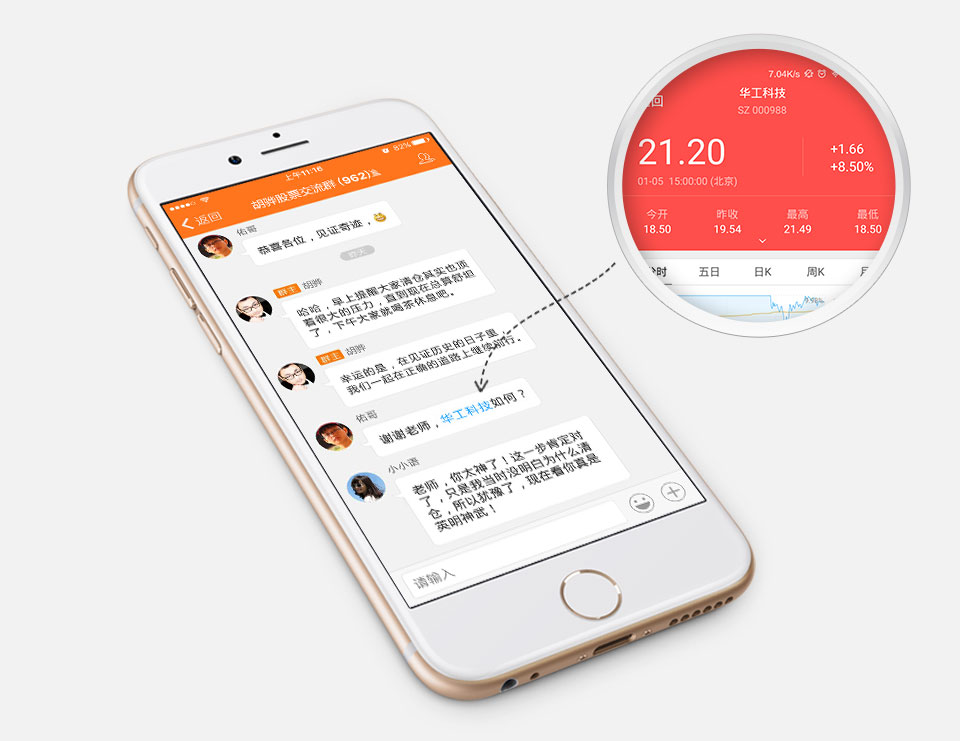 上午11:16
82%
返回
胡晔股票交流群 (962)
佑哥
恭喜各位，见证奇迹，
昨天
群主 胡晔
哈哈，早上提醒大家清仓其实也顶
着很大的压力，直到现在总算舒坦
了，下午大家就喝茶休息吧。
群主 胡晔
幸运的是，在见证历史的日子里，
我们一起在正确的道路上继续前行。
佑哥
谢谢老师，华工科技如何？
小小语
老师，你太神了！这一步肯定对
了，只是我当时没明白为什么清
仓，所以犹豫了，现在看你真是
英明神武！
请输入
7.04K/s
回
华工科技
SZ 000988
21.20
+1.66
+8.50%
01-05 15:00:00 (北京)
今开
昨收
最高
最低
18.50
19.54
21.49
18.50
分时
五日
日K
周K